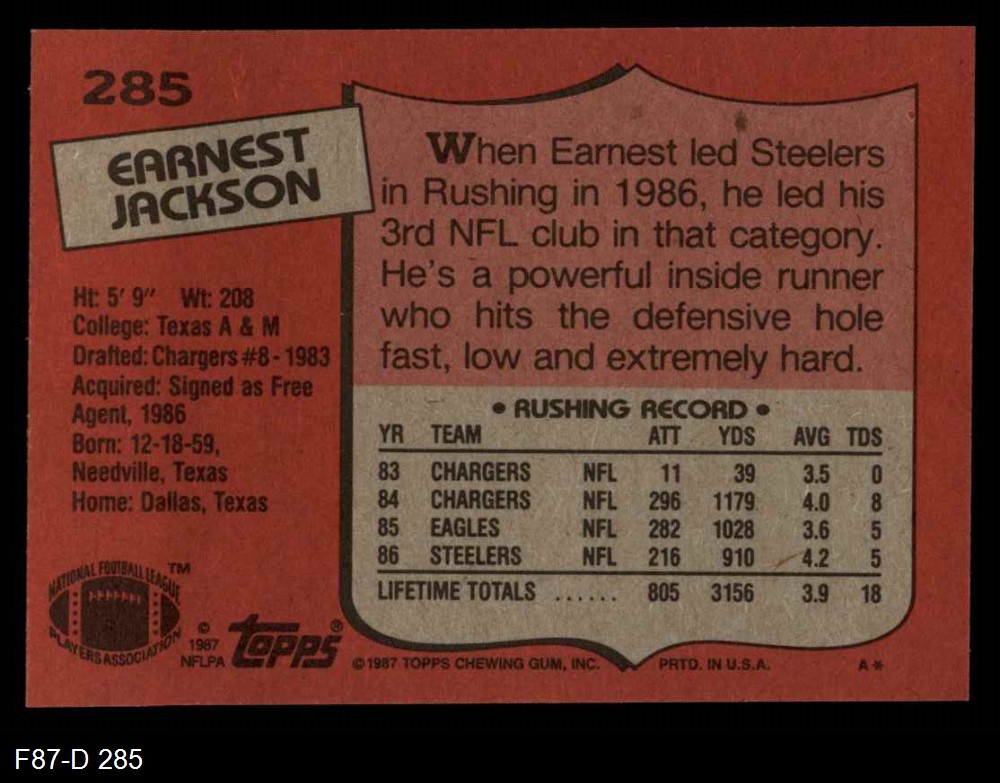 285
EARNEST
JACKSON
When Earnest led Steelers
in Rushing in 1986, he led his
3rd NFL club in that category.
He's a powerful inside runner
who hits the defensive hole
fast, low and extremely hard.
Ht: 5' 9" Wt: 208
College: Texas A & M
Drafted: Chargers #8 - 1983
Acquired: Signed as Free
Agent, 1986
Born: 12-18-59,
Needville, Texas
Home: Dallas, Texas
• RUSHING RECORD •
YR TEAM ATT YDS AVG TDS
83 CHARGERS NFL 11 39 3.5 0
84 CHARGERS NFL 296 1179 4.0 8
85 EAGLES NFL 282 1028 3.6 5
86 STEELERS NFL 216 910 4.2 5
LIFETIME TOTALS ...... 805 3156 3.9 18
NATIONAL FOOTBALL LEAGUE ™
PLAYERS ASSOCIATION
©
1987
NFLPA
topps®
© 1987 TOPPS CHEWING GUM, INC. PRTD. IN U.S.A. A*
F87-D 285